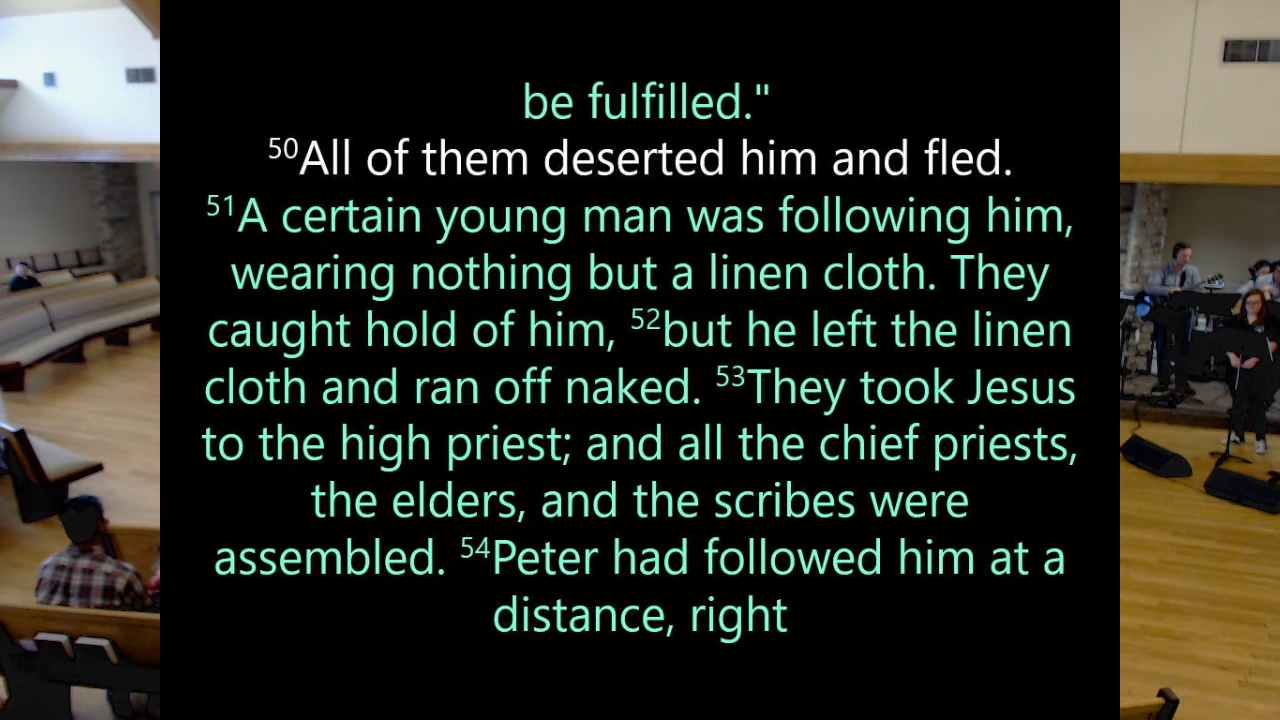 be fulfilled."
50All of them deserted him and fled.
51A certain young man was following him,
wearing nothing but a linen cloth. They
caught hold of him, 52but he left the linen
cloth and ran off naked. 53They took Jesus
to the high priest; and all the chief priests,
the elders, and the scribes were
assembled. 54Peter had followed him at a
distance, right